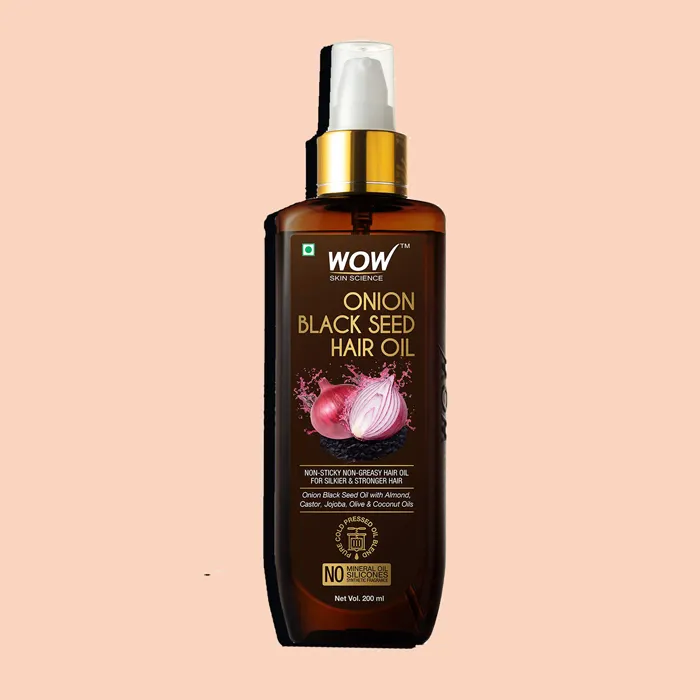 WOW™
SKIN SCIENCE
ONION
BLACK SEED
HAIR OIL
NON-STICKY NON-GREASY HAIR OIL
FOR SILKIER & STRONGER HAIR
Onion Black Seed Oil with Almond,
Castor, Jojoba, Olive & Coconut Oils
PURE COLD PRESSED OIL BLEND
NO MINERAL OIL
SILICONES
SYNTHETIC FRAGRANCE
Net Vol. 200 ml
WOW